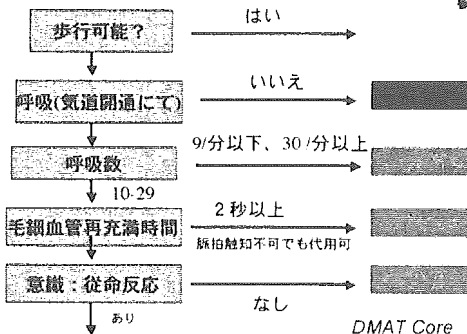 歩行可能？
はい
呼吸(気道開通にて)
いいえ
呼吸数
9/分以下、30/分以上
10-29
毛細血管再充満時間
2秒以上
脈拍触知不可でも代用可
意識：従命反応
なし
あり
DMAT Core